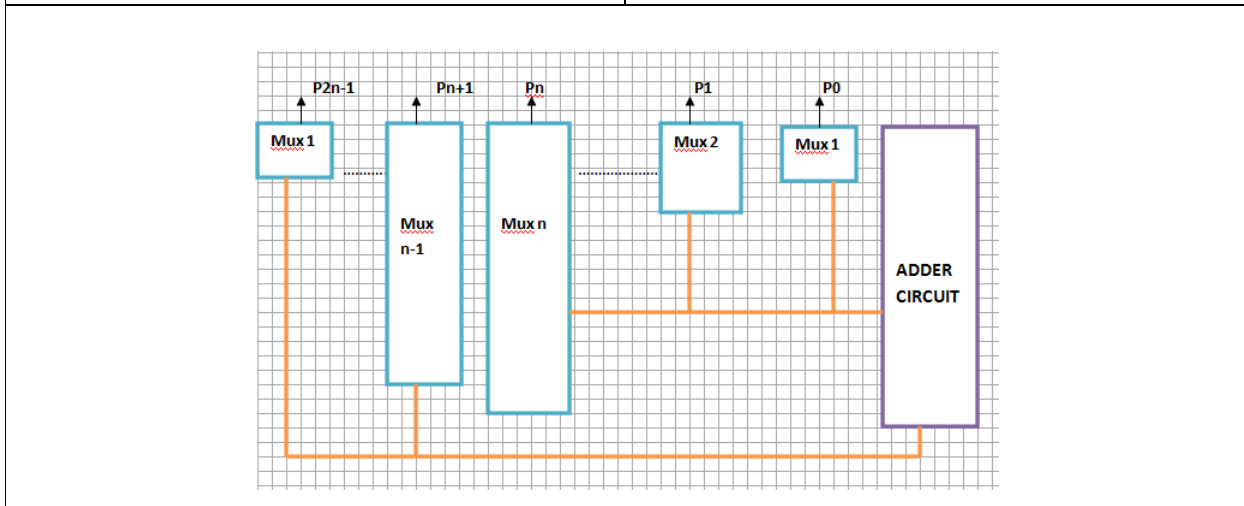 P2n-1 Pn+1 Pn P1 P0
Mux 1
Mux
n-1
Mux n
Mux 2
Mux 1
ADDER
CIRCUIT